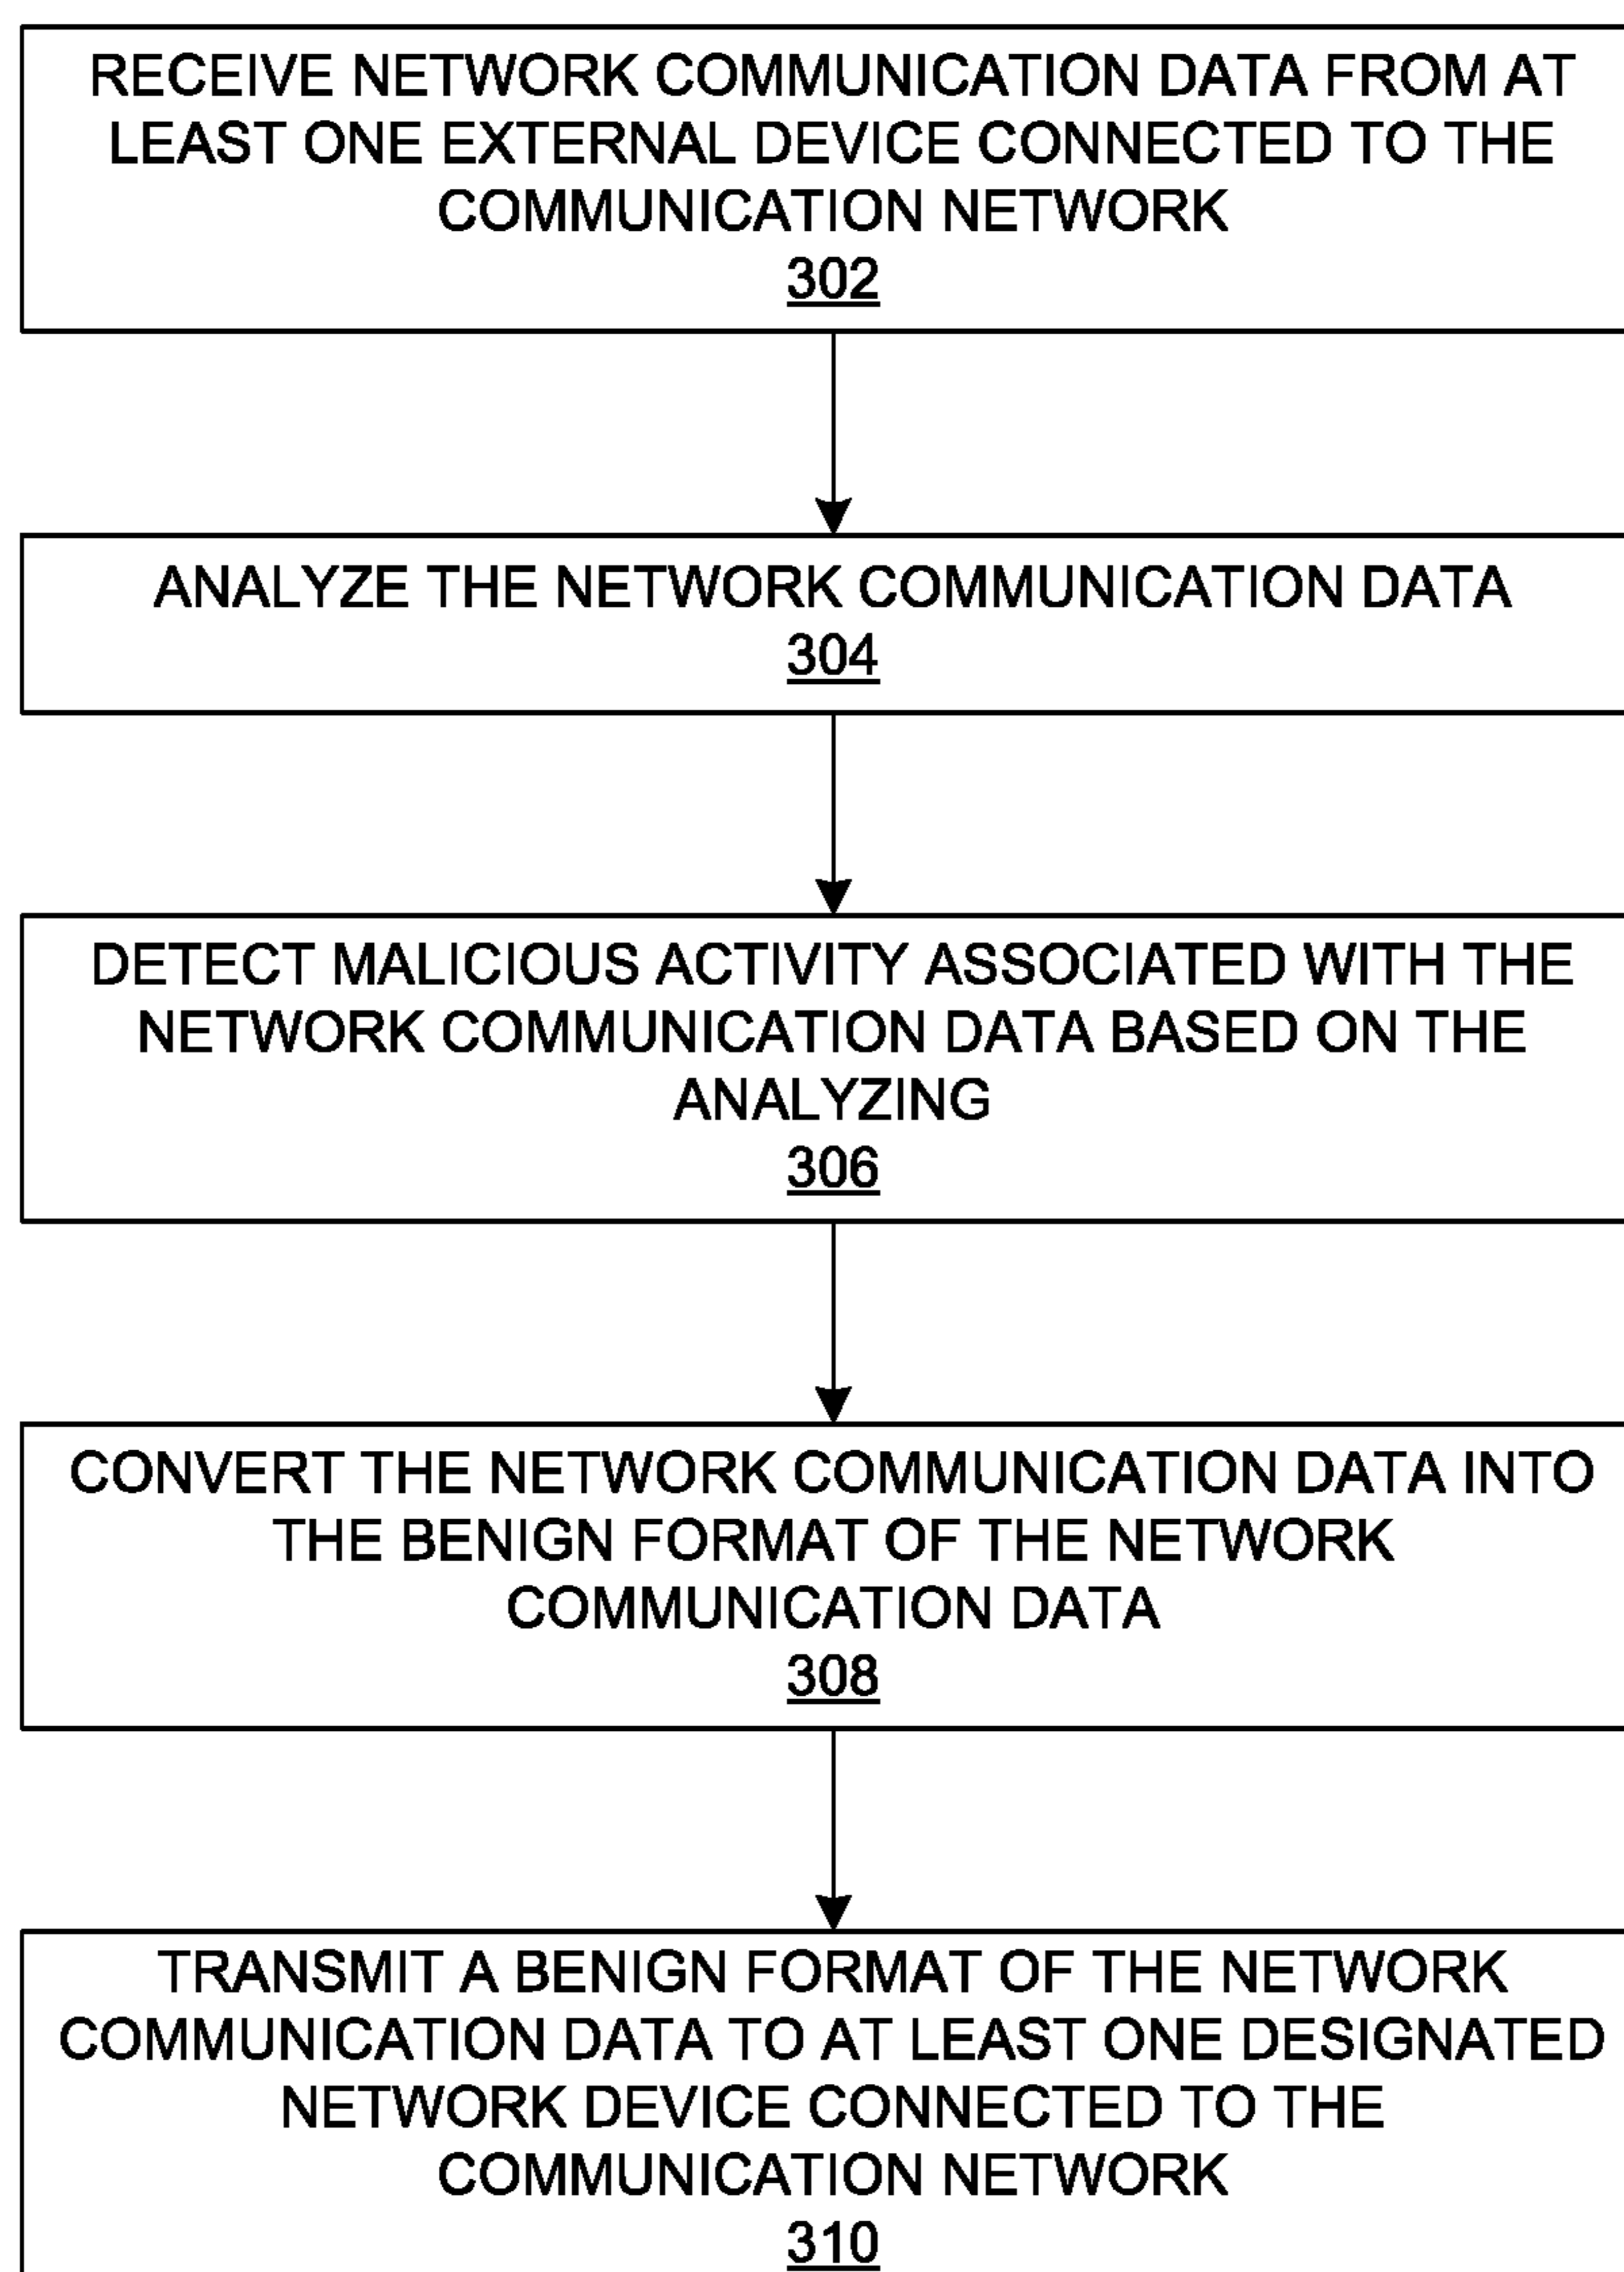 RECEIVE NETWORK COMMUNICATION DATA FROM AT
LEAST ONE EXTERNAL DEVICE CONNECTED TO THE
COMMUNICATION NETWORK
302
ANALYZE THE NETWORK COMMUNICATION DATA
304
DETECT MALICIOUS ACTIVITY ASSOCIATED WITH THE
NETWORK COMMUNICATION DATA BASED ON THE
ANALYZING
306
CONVERT THE NETWORK COMMUNICATION DATA INTO
THE BENIGN FORMAT OF THE NETWORK
COMMUNICATION DATA
308
TRANSMIT A BENIGN FORMAT OF THE NETWORK
COMMUNICATION DATA TO AT LEAST ONE DESIGNATED
NETWORK DEVICE CONNECTED TO THE
COMMUNICATION NETWORK
310